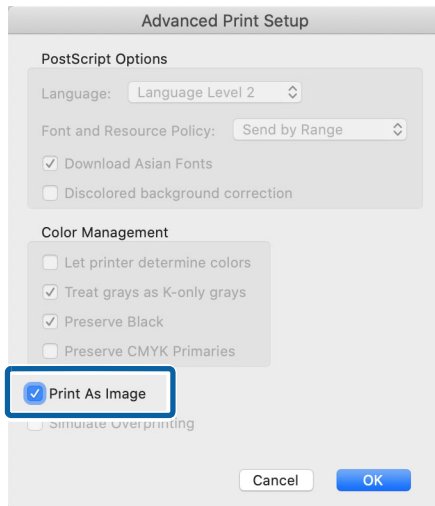 Advanced Print Setup
PostScript Options
Language: Language Level 2
Font and Resource Policy: Send by Range
Download Asian Fonts
Discolored background correction
Color Management
Let printer determine colors
Treat grays as K-only grays
Preserve Black
Preserve CMYK Primaries
Print As Image
Simulate Overprinting
Cancel OK